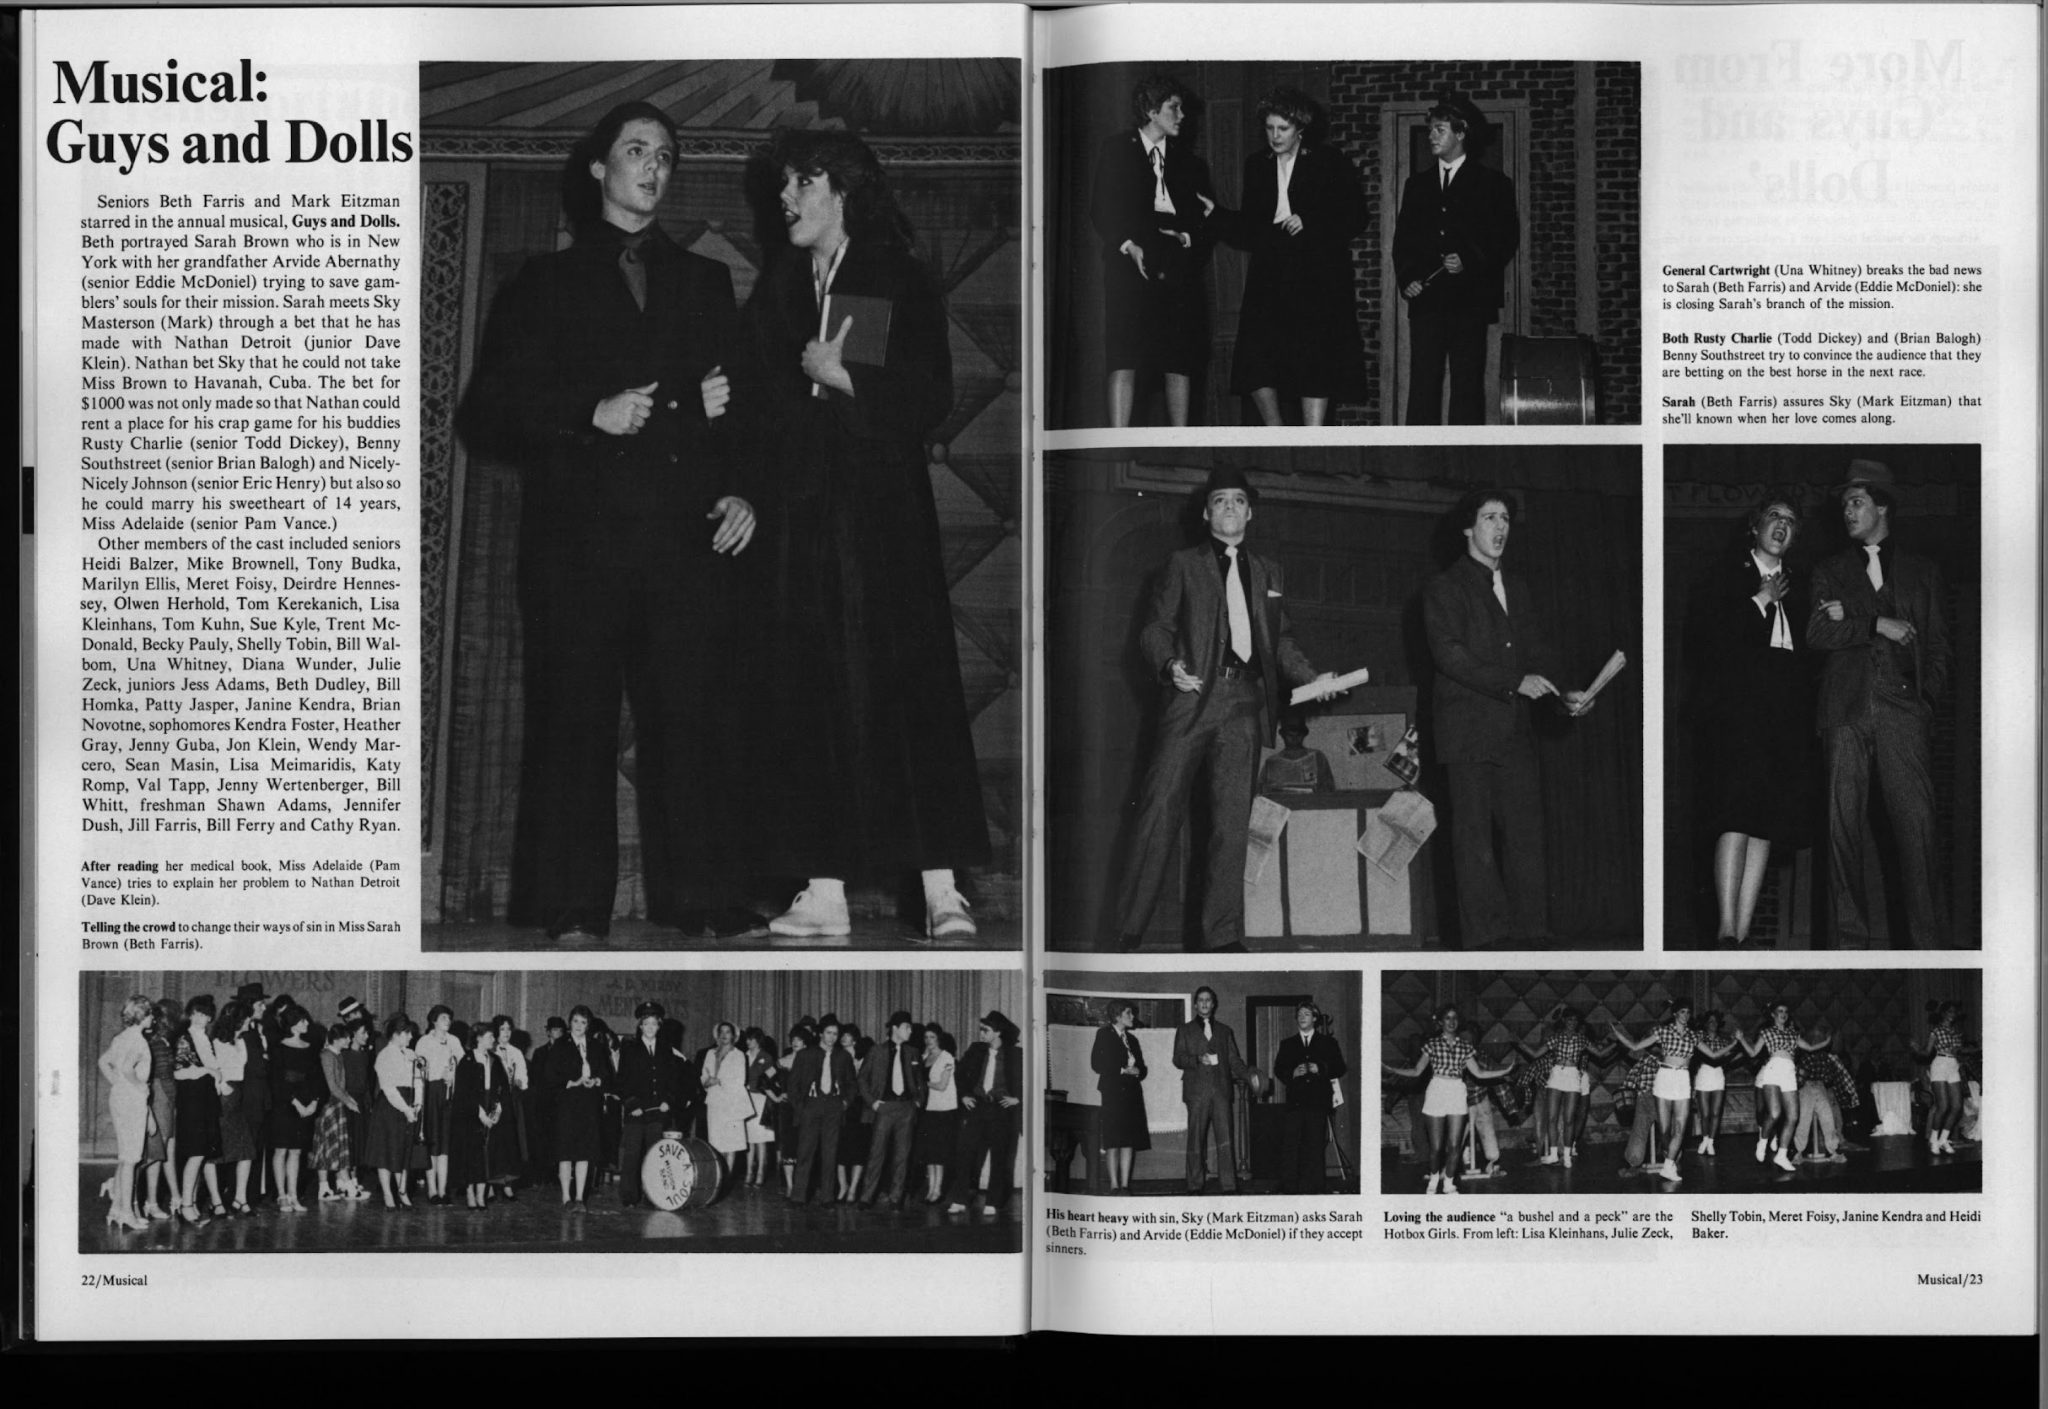 Musical:
Guys and Dolls
Seniors Beth Farris and Mark Eitzman
starred in the annual musical, Guys and Dolls.
Beth portrayed Sarah Brown who is in New
York with her grandfather Arvide Abernathy
(senior Eddie McDoniel) trying to save gam-
blers' souls for their mission. Sarah meets Sky
Masterson (Mark) through a bet that he has
made with Nathan Detroit (junior Dave
Klein). Nathan bet Sky that he could not take
Miss Brown to Havanah, Cuba. The bet for
$1000 was not only made so that Nathan could
rent a place for his crap game for his buddies
Rusty Charlie (senior Todd Dickey), Benny
Southstreet (senior Brian Balogh) and Nicely-
Nicely Johnson (senior Eric Henry) but also so
he could marry his sweetheart of 14 years,
Miss Adelaide (senior Pam Vance.)
Other members of the cast included seniors
Heidi Balzer, Mike Brownell, Tony Budka,
Marilyn Ellis, Meret Foisy, Deirdre Hennes-
sey, Olwen Herhold, Tom Kerekanich, Lisa
Kleinhans, Tom Kuhn, Sue Kyle, Trent Mc-
Donald, Becky Pauly, Shelly Tobin, Bill Wal-
bom, Una Whitney, Diana Wunder, Julie
Zeck, juniors Jess Adams, Beth Dudley, Bill
Homka, Patty Jasper, Janine Kendra, Brian
Novotne, sophomores Kendra Foster, Heather
Gray, Jenny Guba, Jon Klein, Wendy Mar-
cero, Sean Masin, Lisa Meimaridis, Katy
Romp, Val Tapp, Jenny Wertenberger, Bill
Whitt, freshman Shawn Adams, Jennifer
Dush, Jill Farris, Bill Ferry and Cathy Ryan.
After reading her medical book, Miss Adelaide (Pam
Vance) tries to explain her problem to Nathan Detroit
(Dave Klein).
Telling the crowd to change their ways of sin in Miss Sarah
Brown (Beth Farris).
FLOWERS
SAVE A
SOUL
22/Musical
General Cartwright (Una Whitney) breaks the bad news
to Sarah (Beth Farris) and Arvide (Eddie McDoniel): she
is closing Sarah's branch of the mission.
Both Rusty Charlie (Todd Dickey) and (Brian Balogh)
Benny Southstreet try to convince the audience that they
are betting on the best horse in the next race.
Sarah (Beth Farris) assures Sky (Mark Eitzman) that
she'll known when her love comes along.
FLOWERS
His heart heavy with sin, Sky (Mark Eitzman) asks Sarah
(Beth Farris) and Arvide (Eddie McDoniel) if they accept
sinners.
Loving the audience "a bushel and a peck" are the
Hotbox Girls. From left: Lisa Kleinhans, Julie Zeck,
Shelly Tobin, Meret Foisy, Janine Kendra and Heidi
Baker.
Musical/23